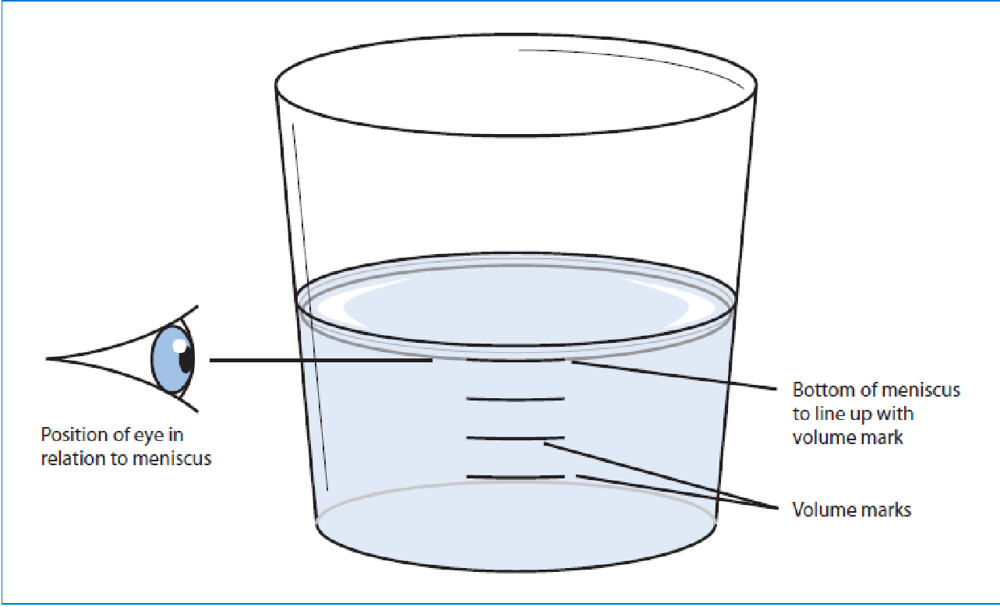 Position of eye in
relation to meniscus
Bottom of meniscus
to line up with
volume mark
Volume marks